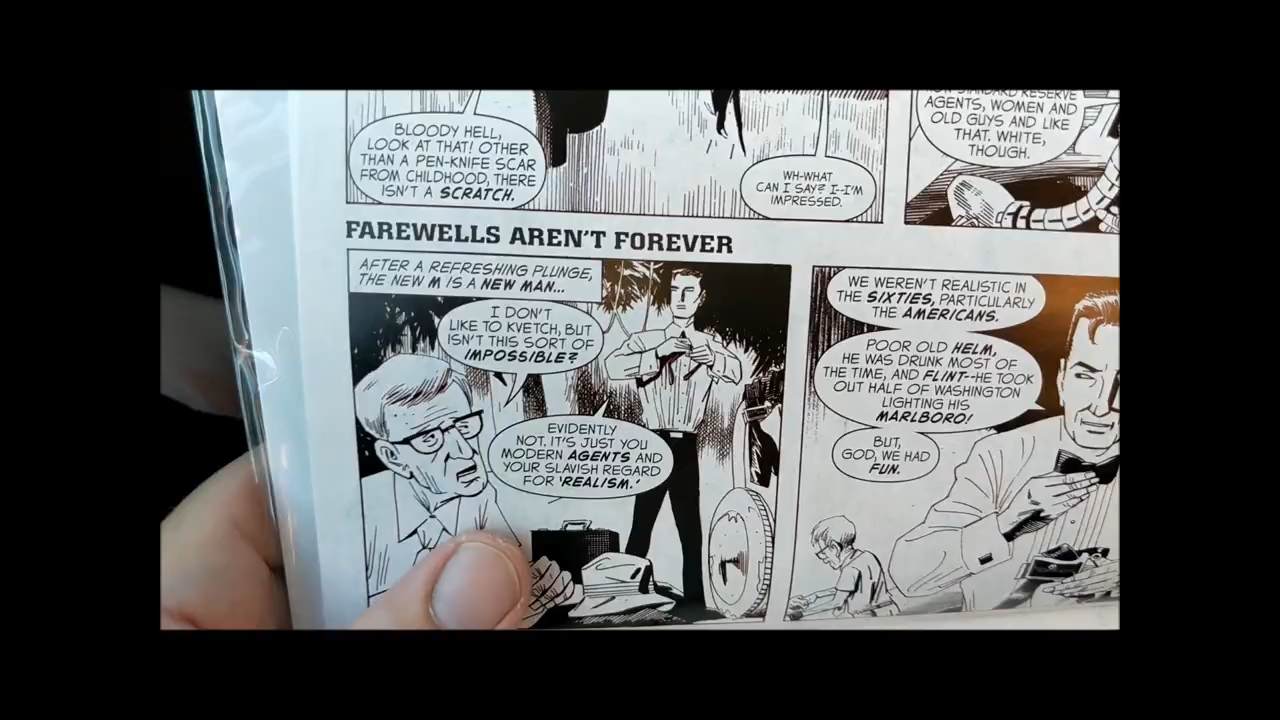 BLOODY HELL,
LOOK AT THAT! OTHER
THAN A PEN-KNIFE SCAR
FROM CHILDHOOD, THERE
ISN'T A SCRATCH.
WH-WHAT
CAN I SAY? I--I'M
IMPRESSED.
STANDARD RESERVE
AGENTS, WOMEN AND
OLD GUYS AND LIKE
THAT. WHITE,
THOUGH.
FAREWELLS AREN'T FOREVER
AFTER A REFRESHING PLUNGE,
THE NEW M IS A NEW MAN...
I DON'T
LIKE TO KVETCH, BUT
ISN'T THIS SORT OF
IMPOSSIBLE?
EVIDENTLY
NOT. IT'S JUST YOU
MODERN AGENTS AND
YOUR SLAVISH REGARD
FOR 'REALISM.'
WE WEREN'T REALISTIC IN
THE SIXTIES, PARTICULARLY
THE AMERICANS.
POOR OLD HELM,
HE WAS DRUNK MOST OF
THE TIME, AND FLINT--HE TOOK
OUT HALF OF WASHINGTON
LIGHTING HIS
MARLBORO!
BUT,
GOD, WE HAD
FUN.